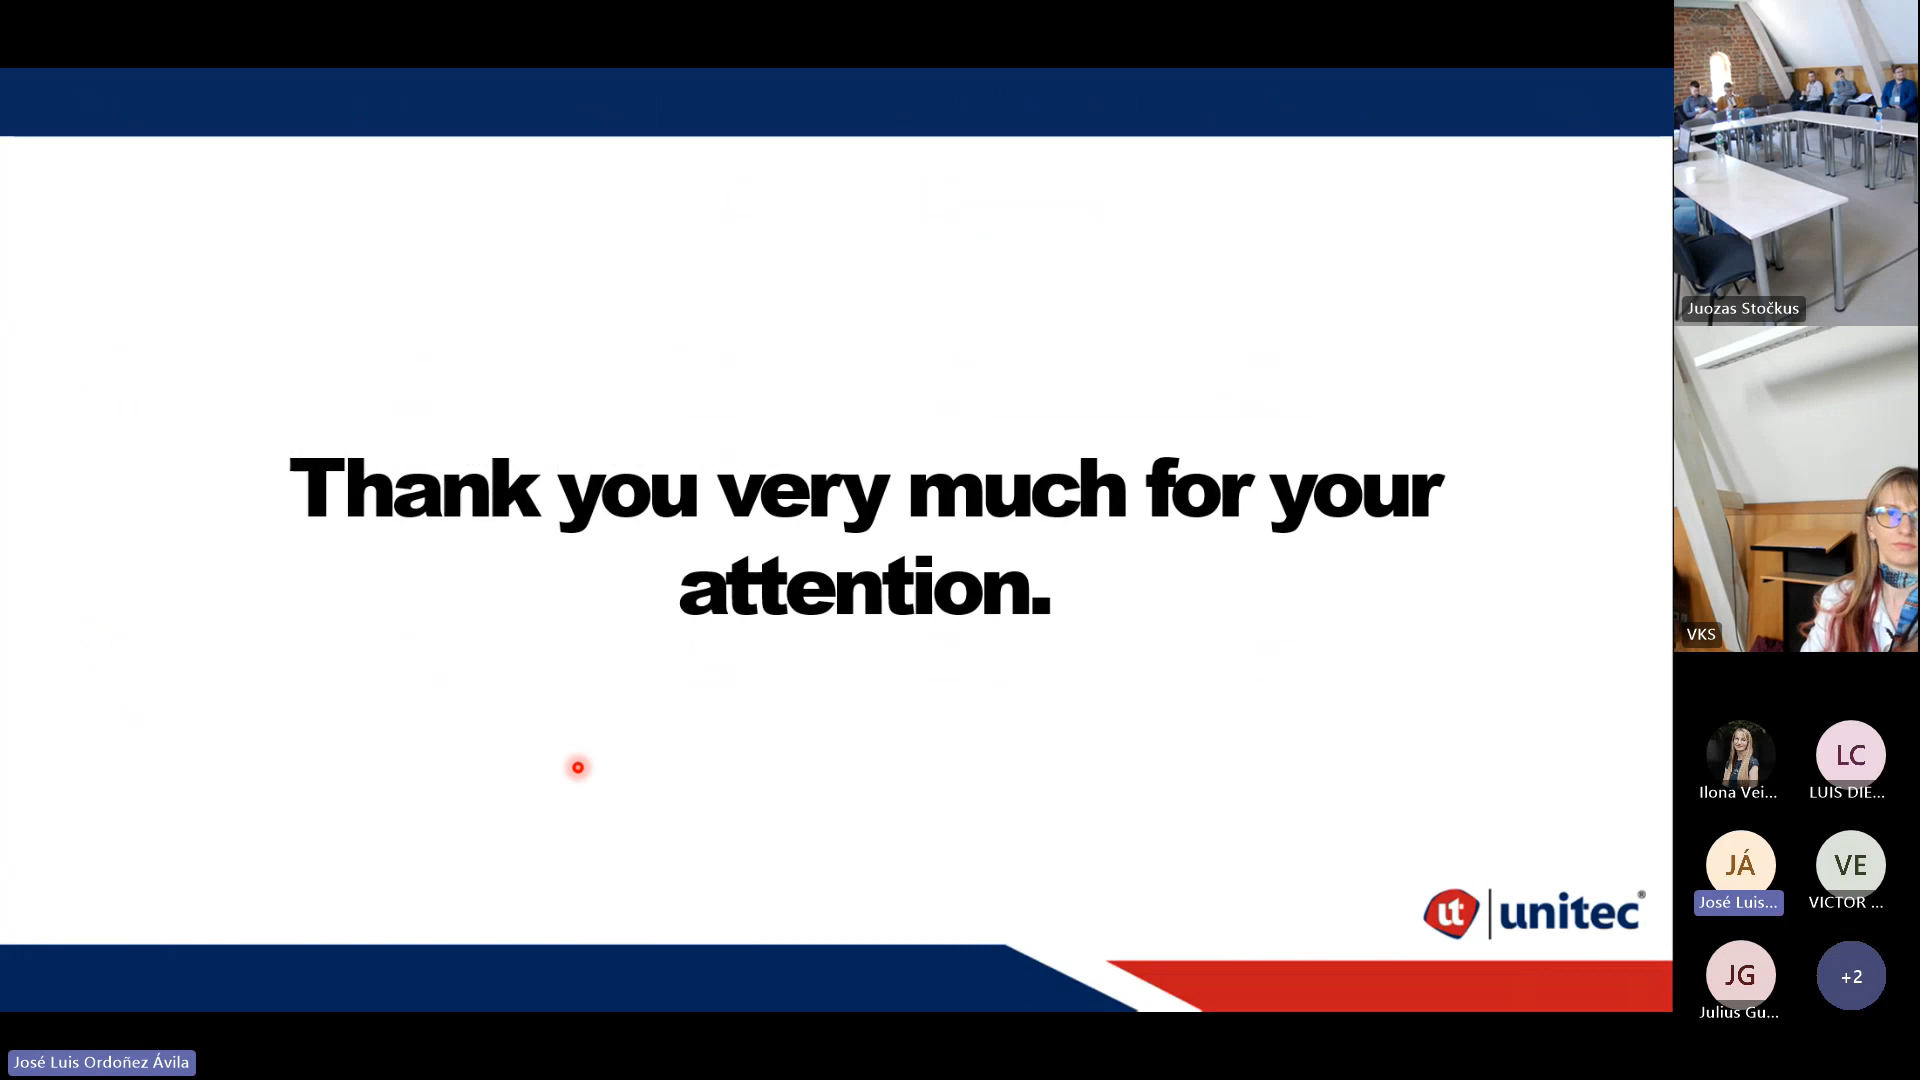 Thank you very much for your
attention.
ut unitec®
Juozas Stočkus
VKS
Ilona Vei...
LC
LUIS DIE...
JÁ
José Luis...
VE
VICTOR ...
JG
Julius Gu...
+2
José Luis Ordoñez Ávila